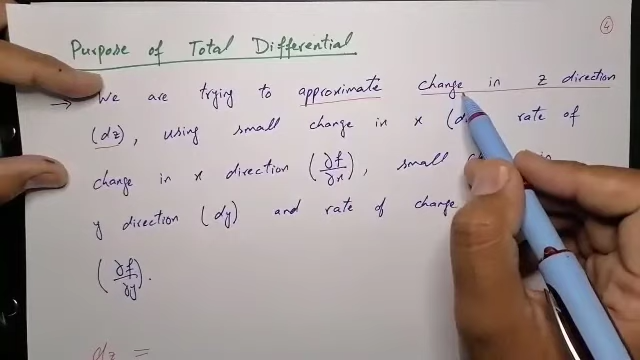 4
Purpose of Total Differential
→ We are trying to approximate change in z direction
(dz), using small change in x (d rate of
change in x direction (∂f/∂x), small in
y direction (dy) and rate of change
(∂f/∂y).
dz =